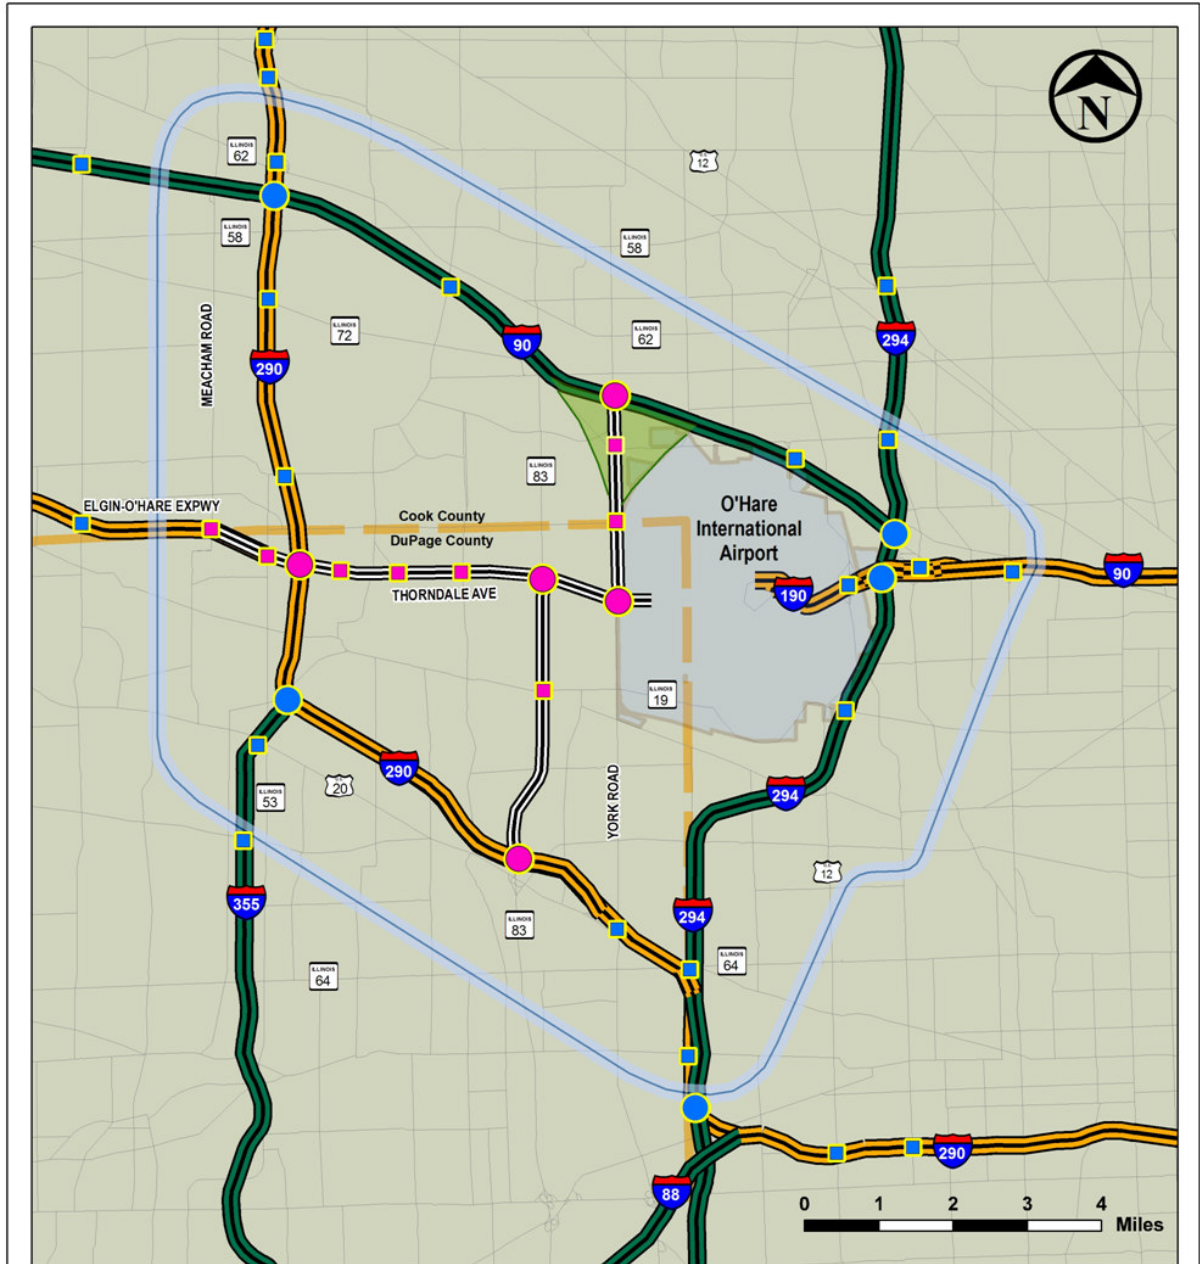 N
ILLINOIS
62
U.S.
12
ILLINOIS
58
ILLINOIS
58
MEACHAM ROAD
ILLINOIS
72
90
ILLINOIS
62
294
290
ILLINOIS
83
ELGIN-O'HARE EXPWY
Cook County
DuPage County
O'Hare
International
Airport
THORNDALE AVE
190
90
ILLINOIS
19
290
20
ILLINOIS
53
YORK ROAD
294
12
355
294
ILLINOIS
83
ILLINOIS
64
ILLINOIS
64
290
88
0 1 2 3 4
Miles